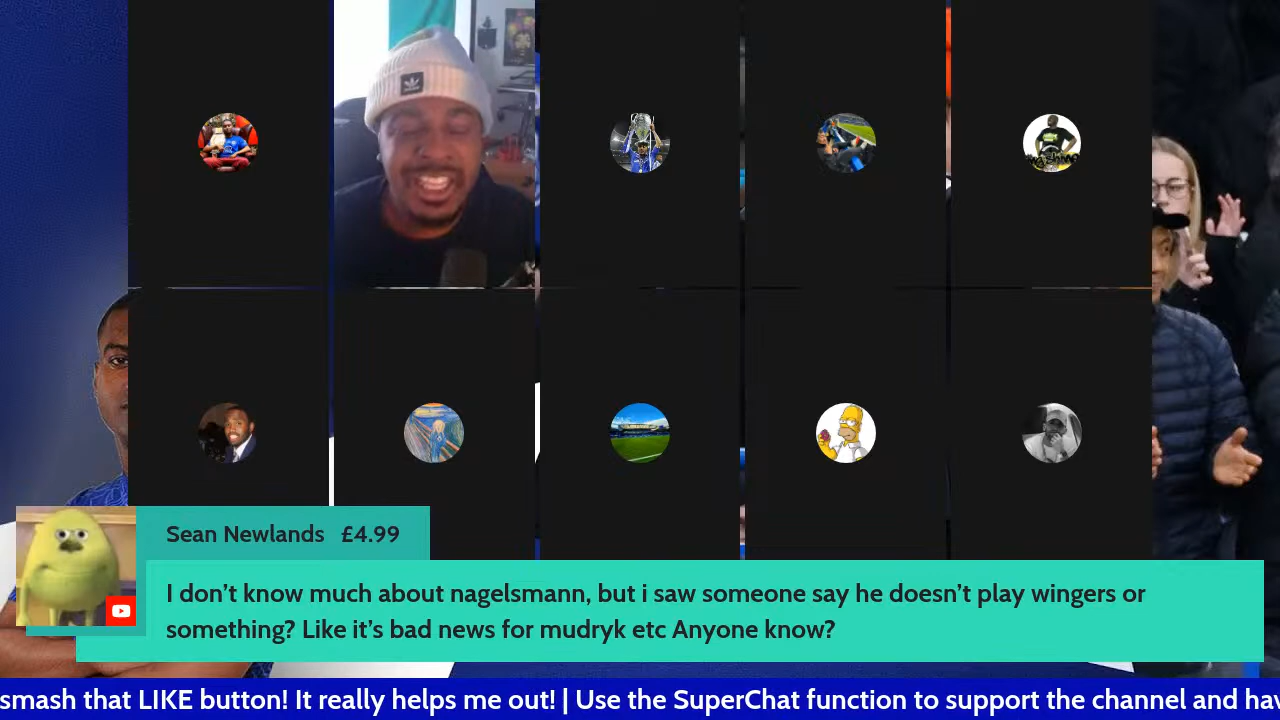 Sean Newlands £4.99
I don’t know much about nagelsmann, but i saw someone say he doesn’t play wingers or
something? Like it’s bad news for mudryk etc Anyone know?
smash that LIKE button! It really helps me out! | Use the SuperChat function to support the channel and hav